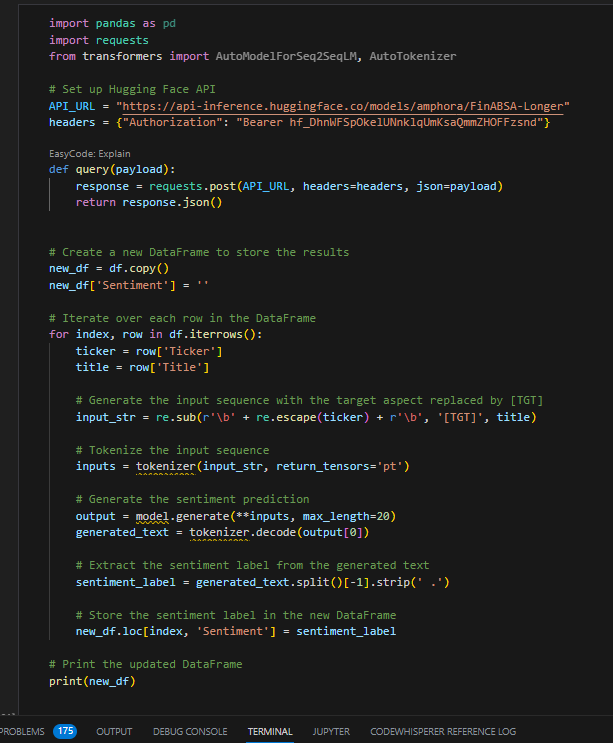 import pandas as pd
import requests
from transformers import AutoModelForSeq2SeqLM, AutoTokenizer
# Set up Hugging Face API
API_URL = "https://api-inference.huggingface.co/models/amphora/FinABSA-Longer"
headers = {"Authorization": "Bearer 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"}
EasyCode: Explain
def query(payload):
    response = requests.post(API_URL, headers=headers, json=payload)
    return response.json()
# Create a new DataFrame to store the results
new_df = df.copy()
new_df['Sentiment'] = ''
# Iterate over each row in the DataFrame
for index, row in df.iterrows():
    ticker = row['Ticker']
    title = row['Title']
    # Generate the input sequence with the target aspect replaced by [TGT]
    input_str = re.sub(r'\b' + re.escape(ticker) + r'\b', '[TGT]', title)
    # Tokenize the input sequence
    inputs = tokenizer(input_str, return_tensors='pt')
    # Generate the sentiment prediction
    output = model.generate(**inputs, max_length=20)
    generated_text = tokenizer.decode(output[0])
    # Extract the sentiment label from the generated text
    sentiment_label = generated_text.split()[-1].strip(' .')
    # Store the sentiment label in the new DataFrame
    new_df.loc[index, 'Sentiment'] = sentiment_label
# Print the updated DataFrame
print(new_df)
PROBLEMS 175 OUTPUT DEBUG CONSOLE TERMINAL JUPYTER CODEWHISPERER REFERENCE LOG